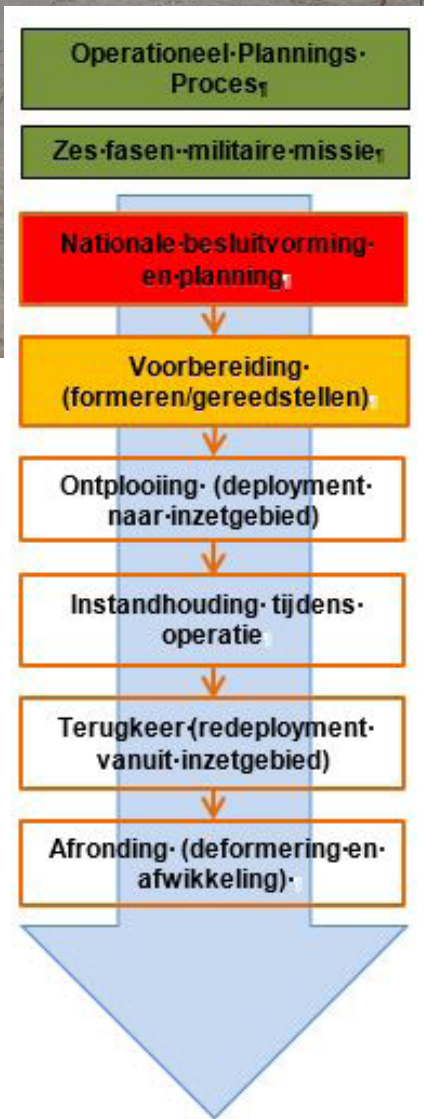 Operationeel·Plannings·
Proces¶
Zes·fasen··militaire·missie¶
Nationale·besluitvorming·
en·planning¶
Voorbereiding·
(formeren/gereedstellen)¶
Ontplooiing· (deployment·
naar·inzetgebied)
Instandhouding· tijdens·
operatie¶
Terugkeer·(redeployment·
vanuit·inzetgebied)
Afronding· (deformering·en·
afwikkeling)·¶